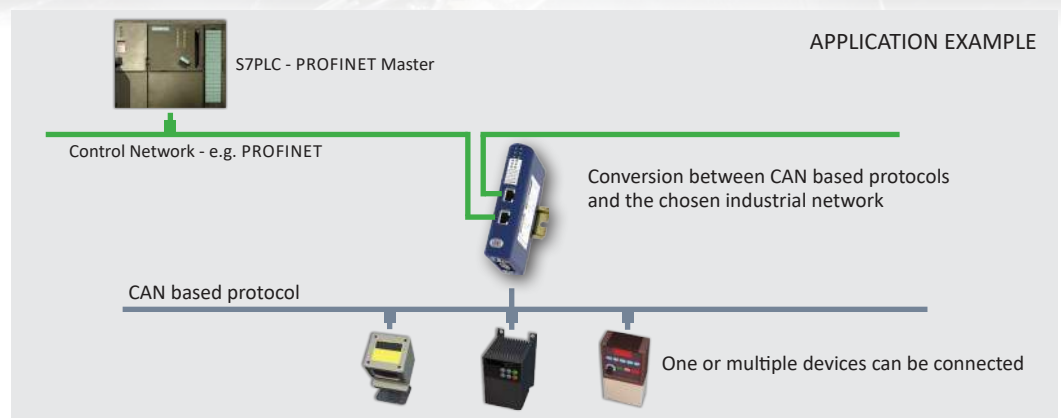 APPLICATION EXAMPLE
S7PLC - PROFINET Master
Control Network - e.g. PROFINET
Conversion between CAN based protocols
and the chosen industrial network
CAN based protocol
One or multiple devices can be connected